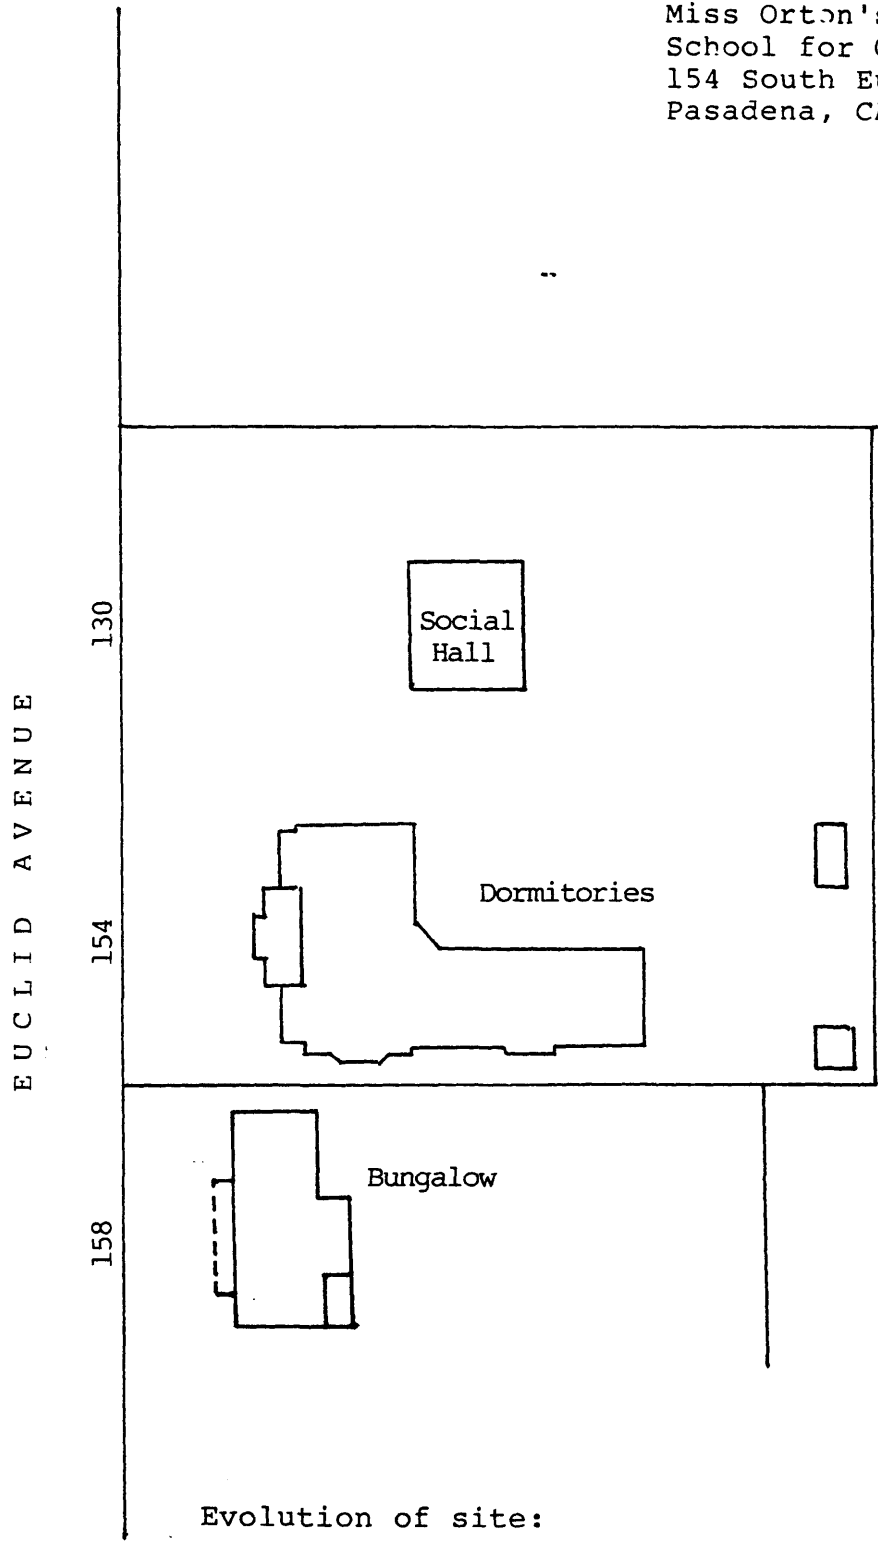 Miss Orton's
School for
154 South
Pasadena,
130
Social
Hall
EUCLID AVENUE
Dormitories
154
Bungalow
158
Evolution of site: